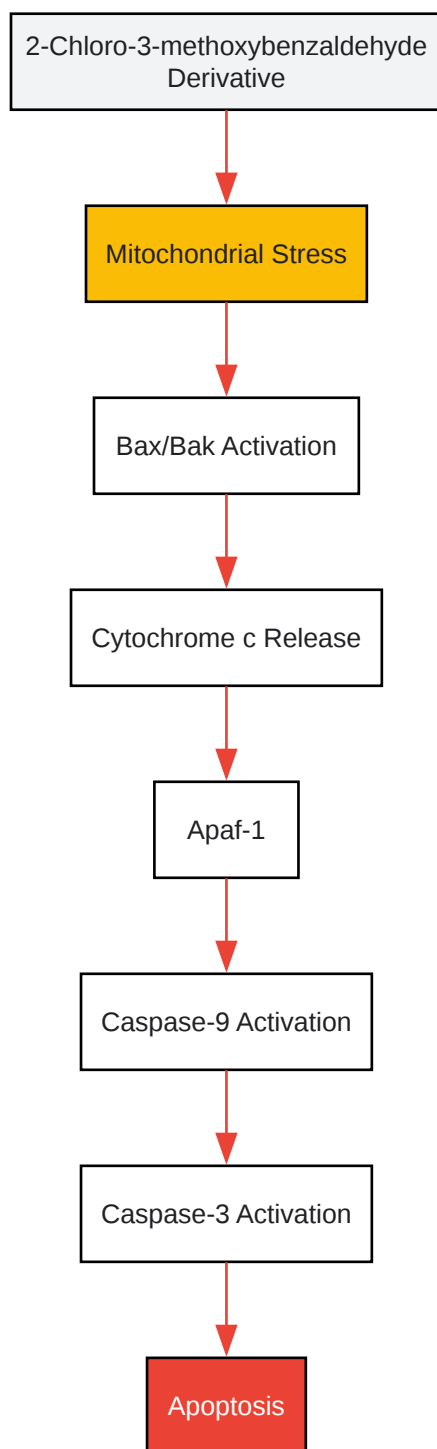 2-Chloro-3-methoxybenzaldehyde
Derivative
Mitochondrial Stress
Bax/Bak Activation
Cytochrome c Release
Apaf-1
Caspase-9 Activation
Caspase-3 Activation
Apoptosis